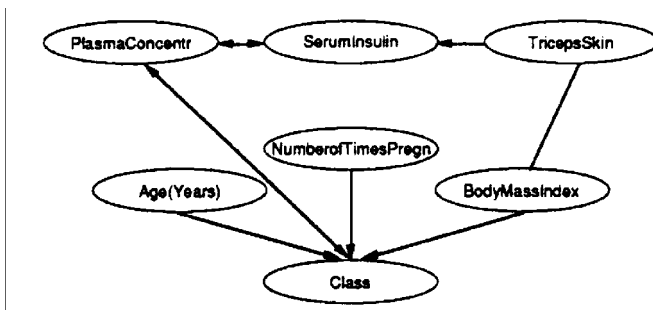 PlasmaConcentr
SerumInsulin
TricepsSkin
NumberofTimesPregn
Age(Years)
BodyMassIndex
Class